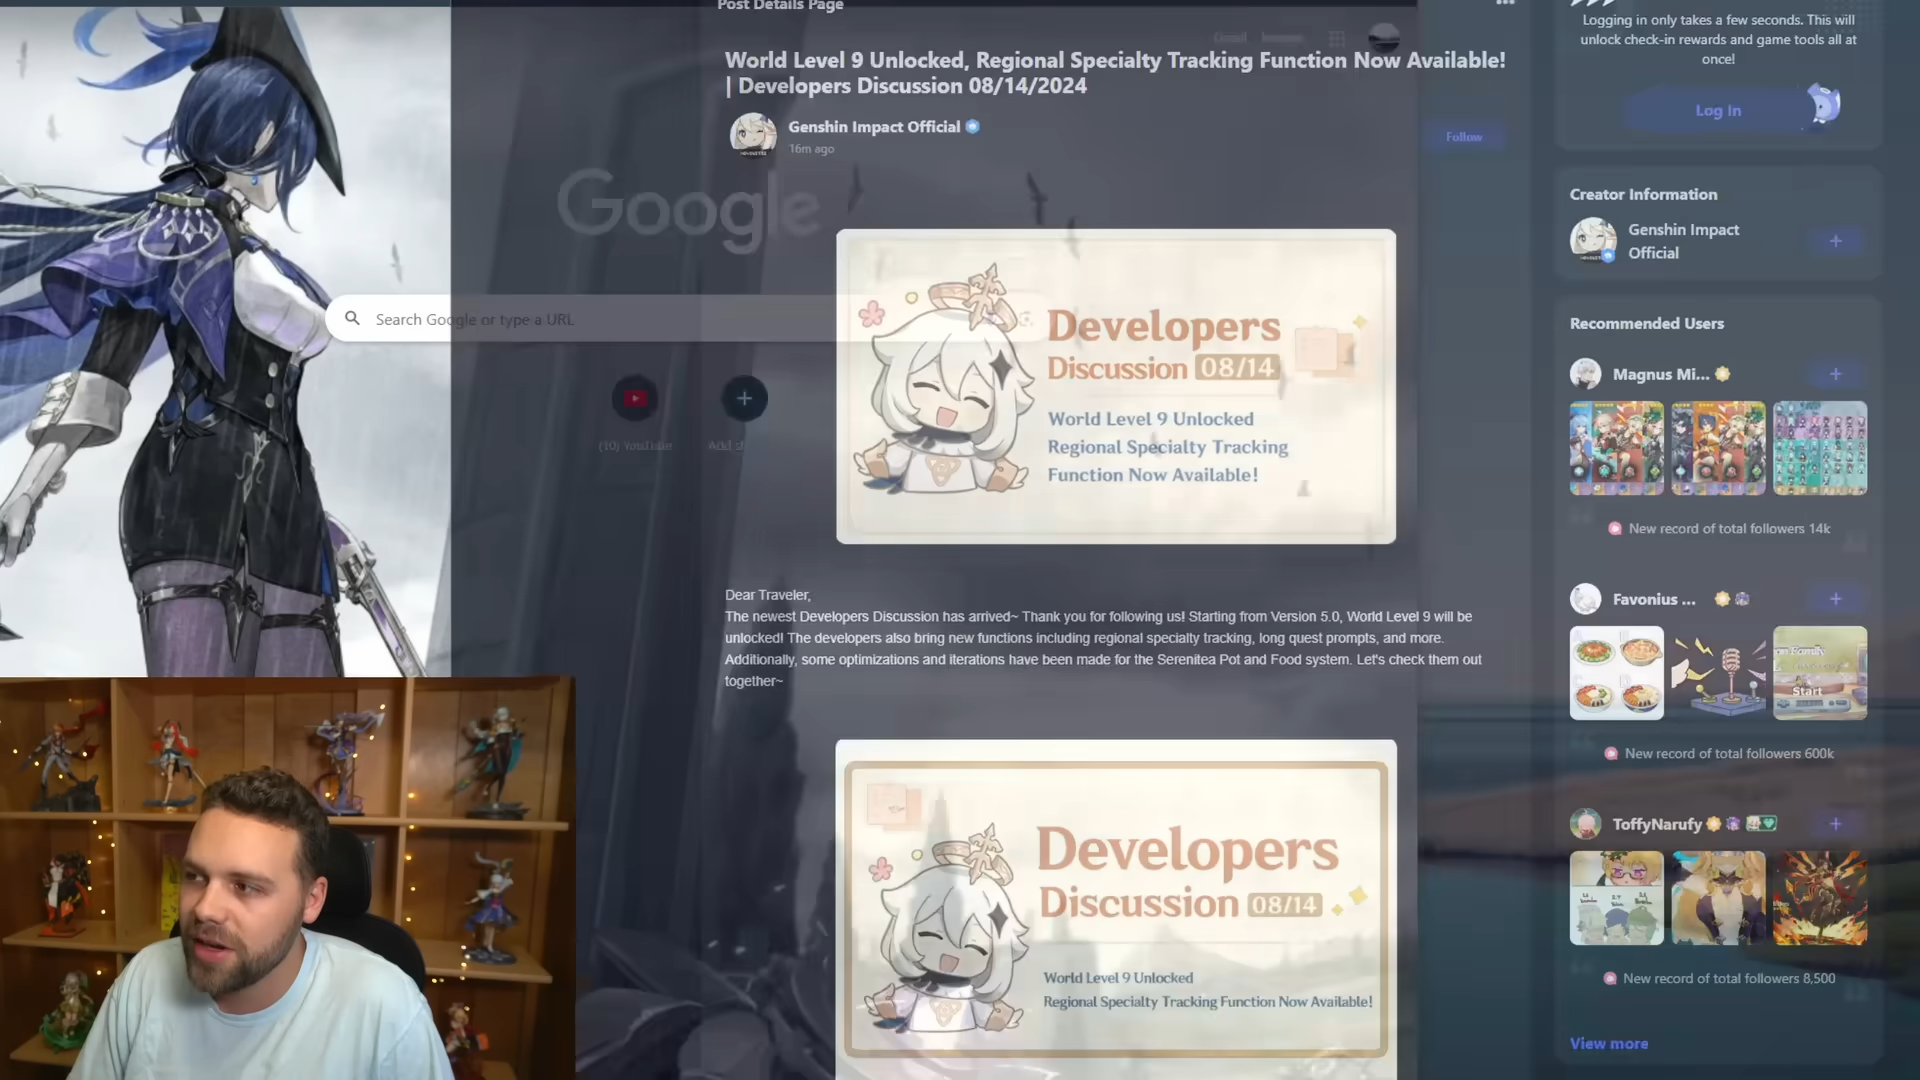 Post Details Page
World Level 9 Unlocked, Regional Specialty Tracking Function Now Available!
| Developers Discussion 08/14/2024
Genshin Impact Official
16m ago
Follow
Gmail
Google
Search Google or type a URL
(10) YouTube
Add sh
Developers
Discussion 08/14
World Level 9 Unlocked
Regional Specialty Tracking
Function Now Available!
Dear Traveler,
The newest Developers Discussion has arrived~ Thank you for following us! Starting from Version 5.0, World Level 9 will be
unlocked! The developers also bring new functions including regional specialty tracking, long quest prompts, and more.
Additionally, some optimizations and iterations have been made for the Serenitea Pot and Food system. Let's check them out
together~
Developers
Discussion 08/14
World Level 9 Unlocked
Regional Specialty Tracking Function Now Available!
Logging in only takes a few seconds. This will
unlock check-in rewards and game tools all at
once!
Log In
Creator Information
Genshin Impact
Official
Recommended Users
Magnus Mi...
New record of total followers 14k
Favonius ...
Start
New record of total followers 600k
ToffyNarufy
New record of total followers 8,500
View more